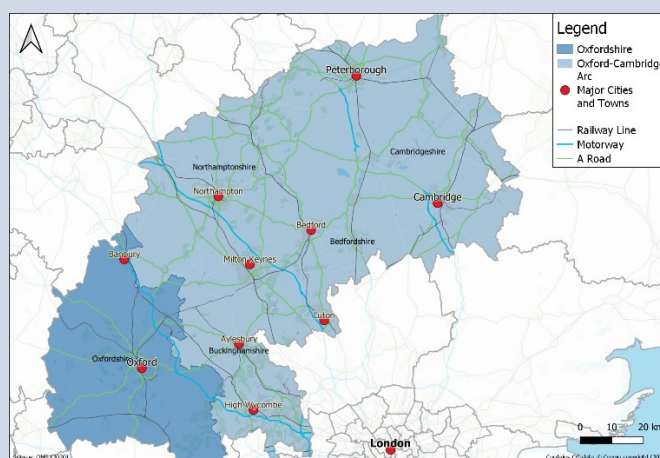 Legend
Oxfordshire
Oxford-Cambridge
Arc
Major Cities
and Towns
Railway Line
Motorway
A Road
Peterborough
Cambridgeshire
Northamptonshire
Northampton
Cambridge
Bedford
Bedfordshire
Banbury
Milton Keynes
Luton
Aylesbury
Buckinghamshire
Oxfordshire
Oxford
High Wycombe
London
0 10 20 km